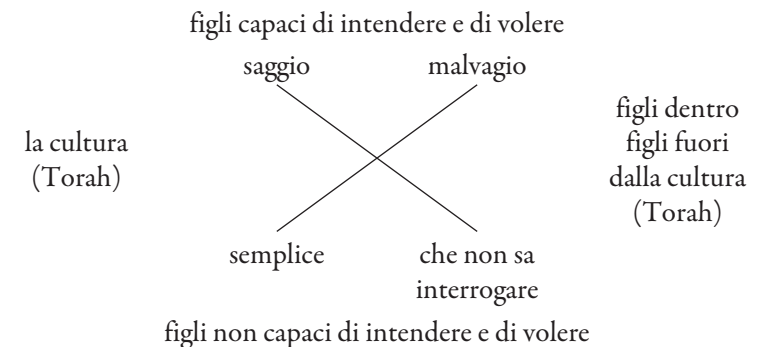 figli capaci di intendere e di volere
saggio
malvagio
la cultura
(Torah)
figli dentro
figli fuori
dalla cultura
(Torah)
semplice
che non sa
interrogare
figli non capaci di intendere e di volere